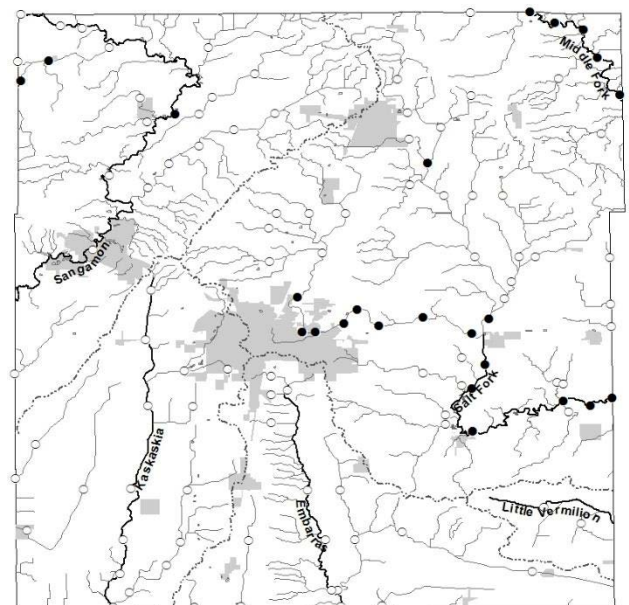 Middle Fork
Sangamon
Salt Fork
Kaskaskia
Embarras
Little Vermilion